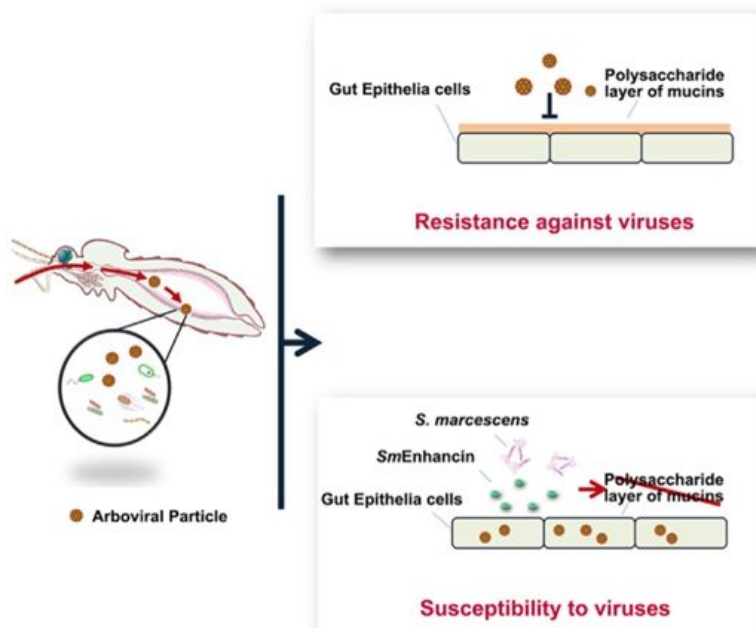 Gut Epithelia cells
Polysaccharide
layer of mucins
Resistance against viruses
Arboviral Particle
S. marcescens
SmEnhancin
Gut Epithelia cells
Polysaccharide
layer of mucins
Susceptibility to viruses